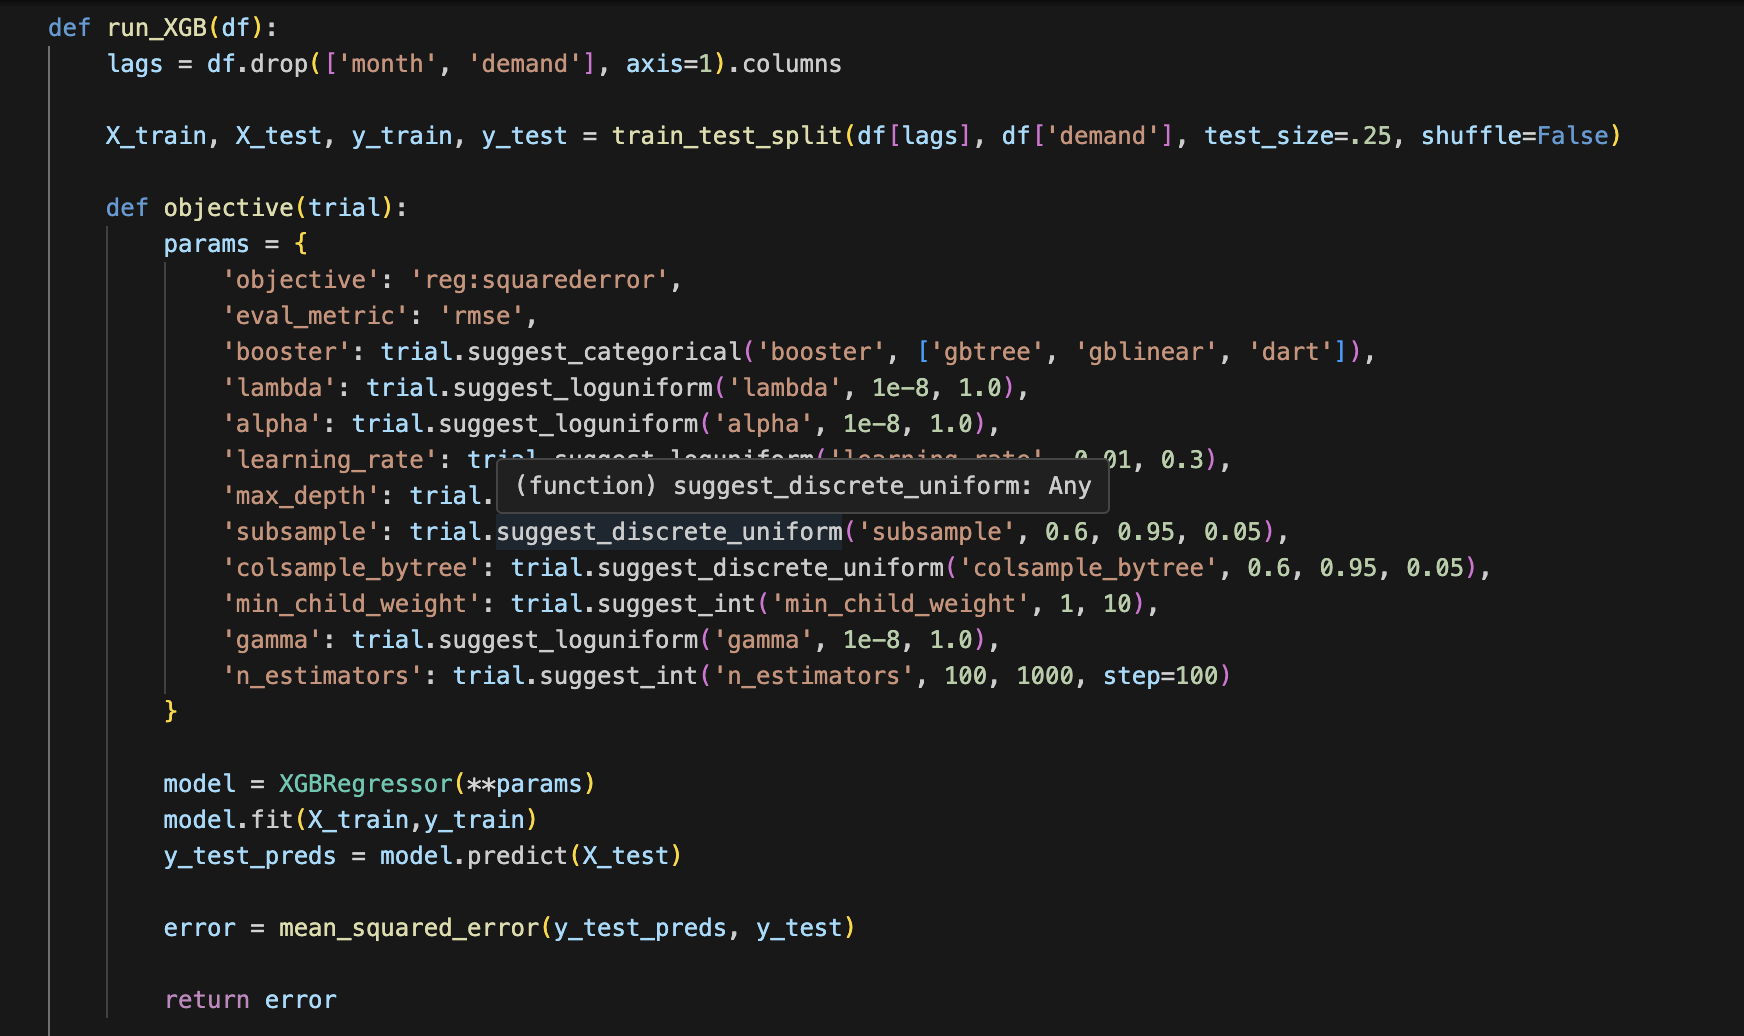 def run_XGB(df):
lags = df.drop(['month', 'demand'], axis=1).columns
X_train, X_test, y_train, y_test = train_test_split(df[lags], df['demand'], test_size=.25, shuffle=False)
def objective(trial):
params = {
'objective': 'reg:squarederror',
'eval_metric': 'rmse',
'booster': trial.suggest_categorical('booster', ['gbtree', 'gblinear', 'dart']),
'lambda': trial.suggest_loguniform('lambda', 1e-8, 1.0),
'alpha': trial.suggest_loguniform('alpha', 1e-8, 1.0),
'learning_rate': trial.suggest_loguniform('learning_rate', 0.01, 0.3),
(function) suggest_discrete_uniform: Any
'max_depth': trial.
'subsample': trial.suggest_discrete_uniform('subsample', 0.6, 0.95, 0.05),
'colsample_bytree': trial.suggest_discrete_uniform('colsample_bytree', 0.6, 0.95, 0.05),
'min_child_weight': trial.suggest_int('min_child_weight', 1, 10),
'gamma': trial.suggest_loguniform('gamma', 1e-8, 1.0),
'n_estimators': trial.suggest_int('n_estimators', 100, 1000, step=100)
}
model = XGBRegressor(**params)
model.fit(X_train,y_train)
y_test_preds = model.predict(X_test)
error = mean_squared_error(y_test_preds, y_test)
return error